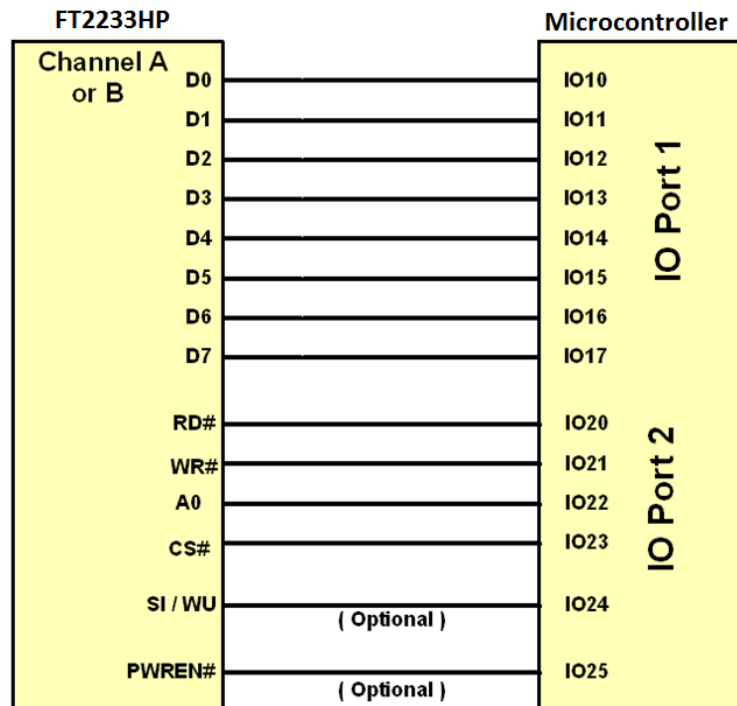 FT2233HP
Microcontroller
Channel A
or B
D0
IO10
D1
IO11
D2
IO12
D3
IO13
D4
IO14
D5
IO15
D6
IO16
D7
IO17
IO Port 1
RD#
IO20
WR#
IO21
A0
IO22
CS#
IO23
SI / WU
( Optional )
IO24
PWREN#
( Optional )
IO25
IO Port 2